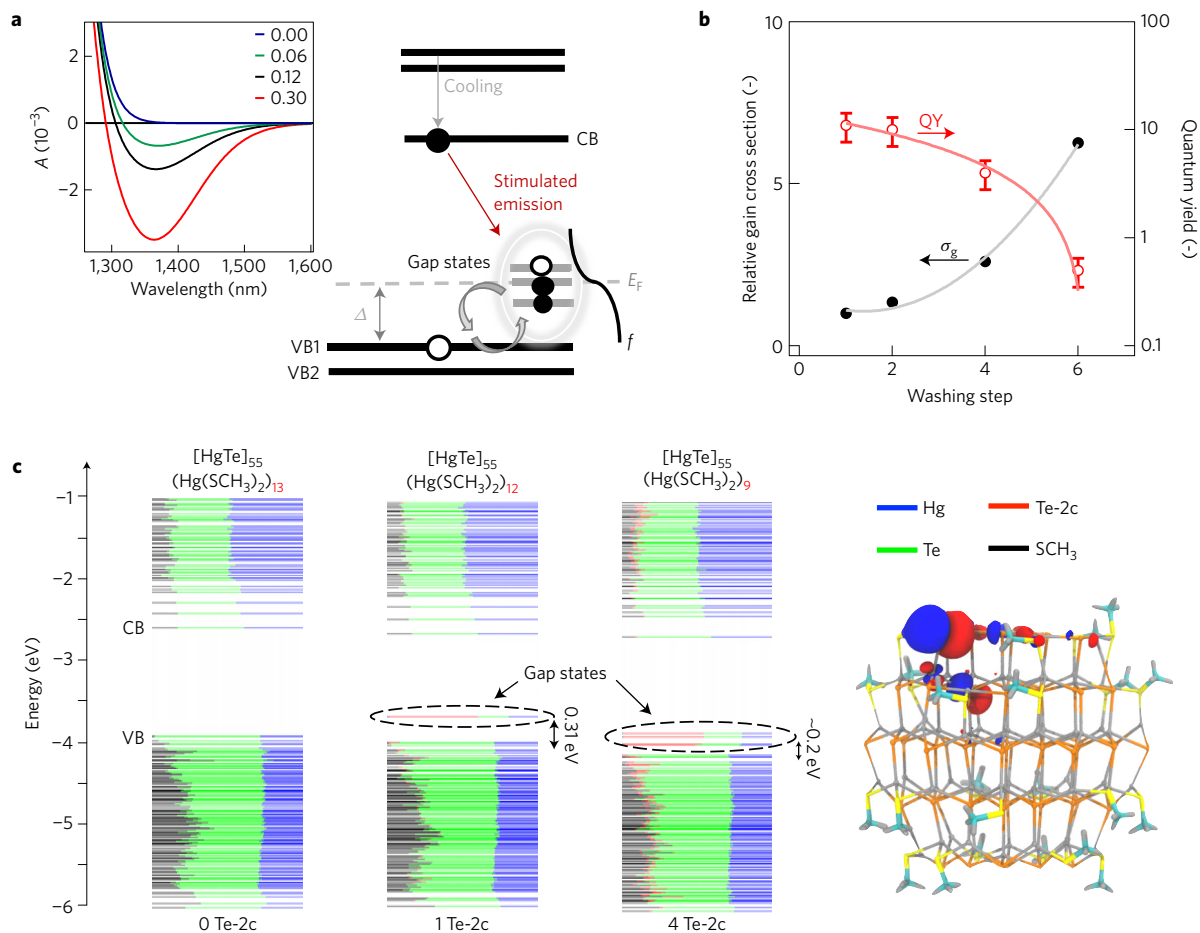 a
2
0
−2
A (10⁻³)
0.00
0.06
0.12
0.30
1,300
1,400
1,500
1,600
Wavelength (nm)
Cooling
CB
Stimulated
emission
Gap states
E_F
Δ
VB1
VB2
f
b
10
5
0
Relative gain cross section (-)
100
10
1
0.1
Quantum yield (-)
QY
σ_g
0
2
4
6
Washing step
c
[HgTe]₅₅
(Hg(SCH₃)₂)₁₃
[HgTe]₅₅
(Hg(SCH₃)₂)₁₂
[HgTe]₅₅
(Hg(SCH₃)₂)₉
−1
−2
−3
−4
−5
−6
Energy (eV)
CB
VB
Gap states
0.31 eV
~0.2 eV
0 Te-2c
1 Te-2c
4 Te-2c
Hg
Te-2c
Te
SCH₃